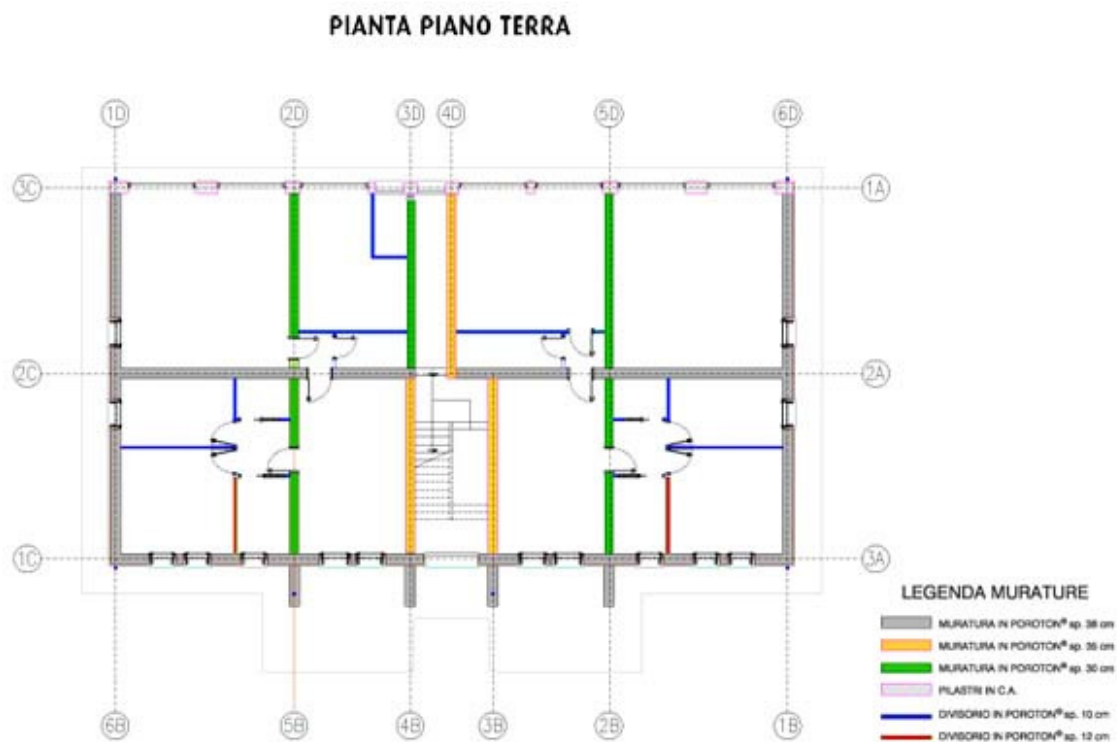 PIANTA PIANO TERRA
1D 2D 3D 4D 5D 6D
3C 1A
2C 2A
1C 3A
6B 5B 4B 3B 2B 1B
LEGENDA MURATURE
MURATURA IN POROTON® sp. 38 cm
MURATURA IN POROTON® sp. 35 cm
MURATURA IN POROTON® sp. 30 cm
PILASTRI IN C.A.
DIVISORIO IN POROTON® sp. 10 cm
DIVISORIO IN POROTON® sp. 12 cm